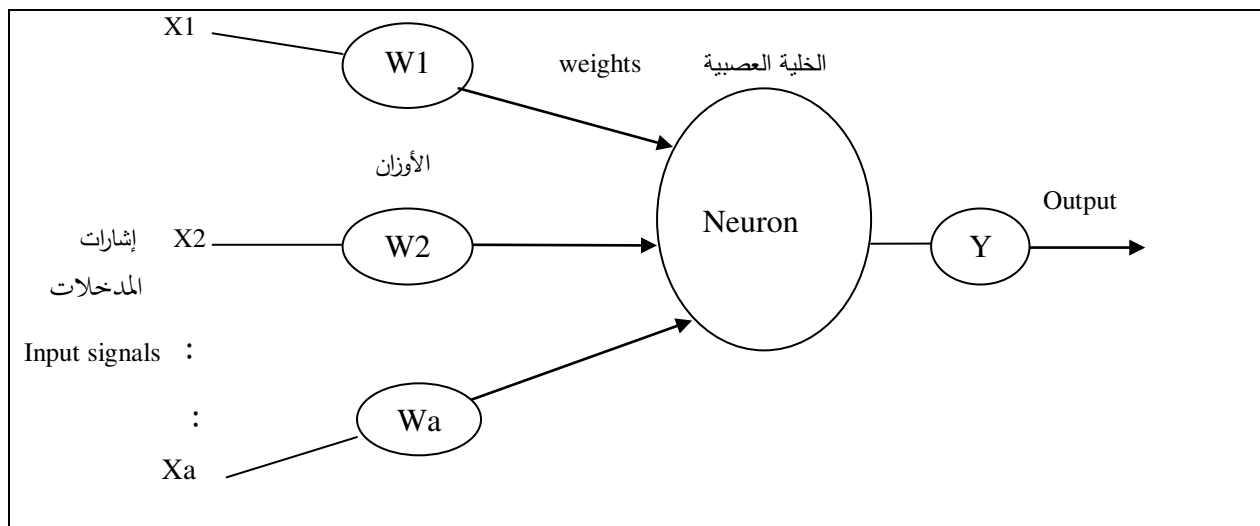 X1
W1
weights
الخلية العصبية
الأوزان
Neuron
Output
إشارات
المدخلات
X2
W2
Y
Input signals :
:
Wa
Xa